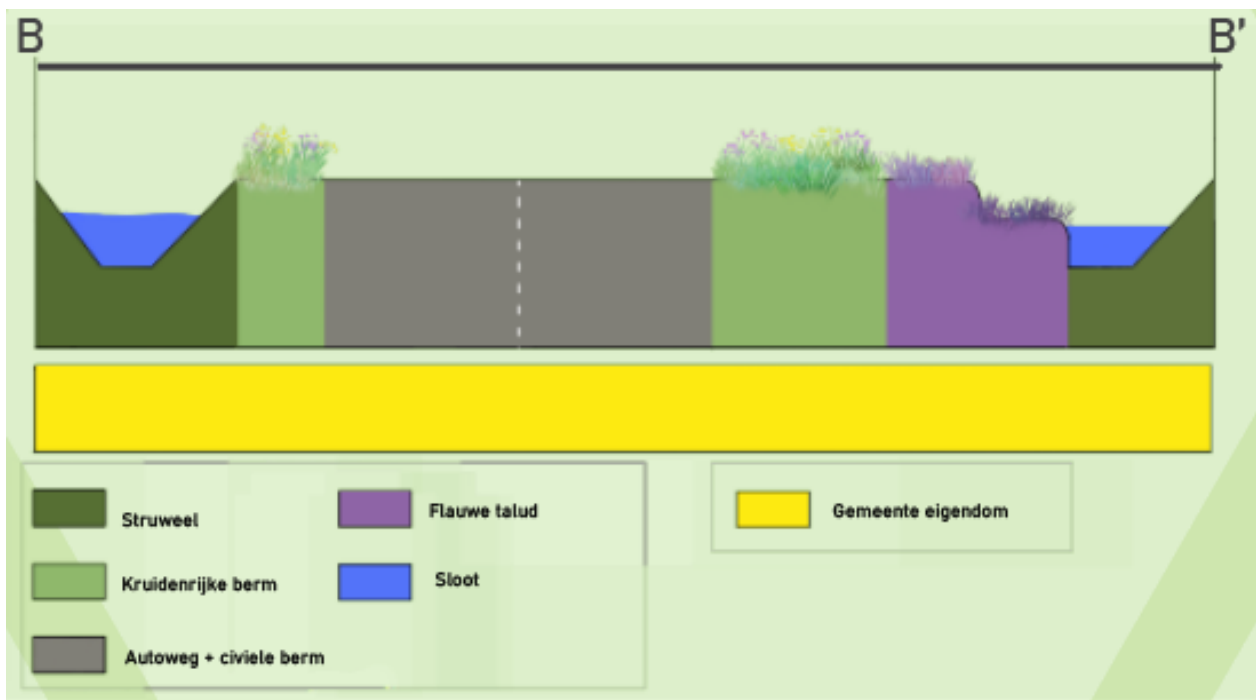 B B'
Struweel
Kruidenrijke berm
Autoweg + civiele berm
Flauwe talud
Sloot
Gemeente eigendom